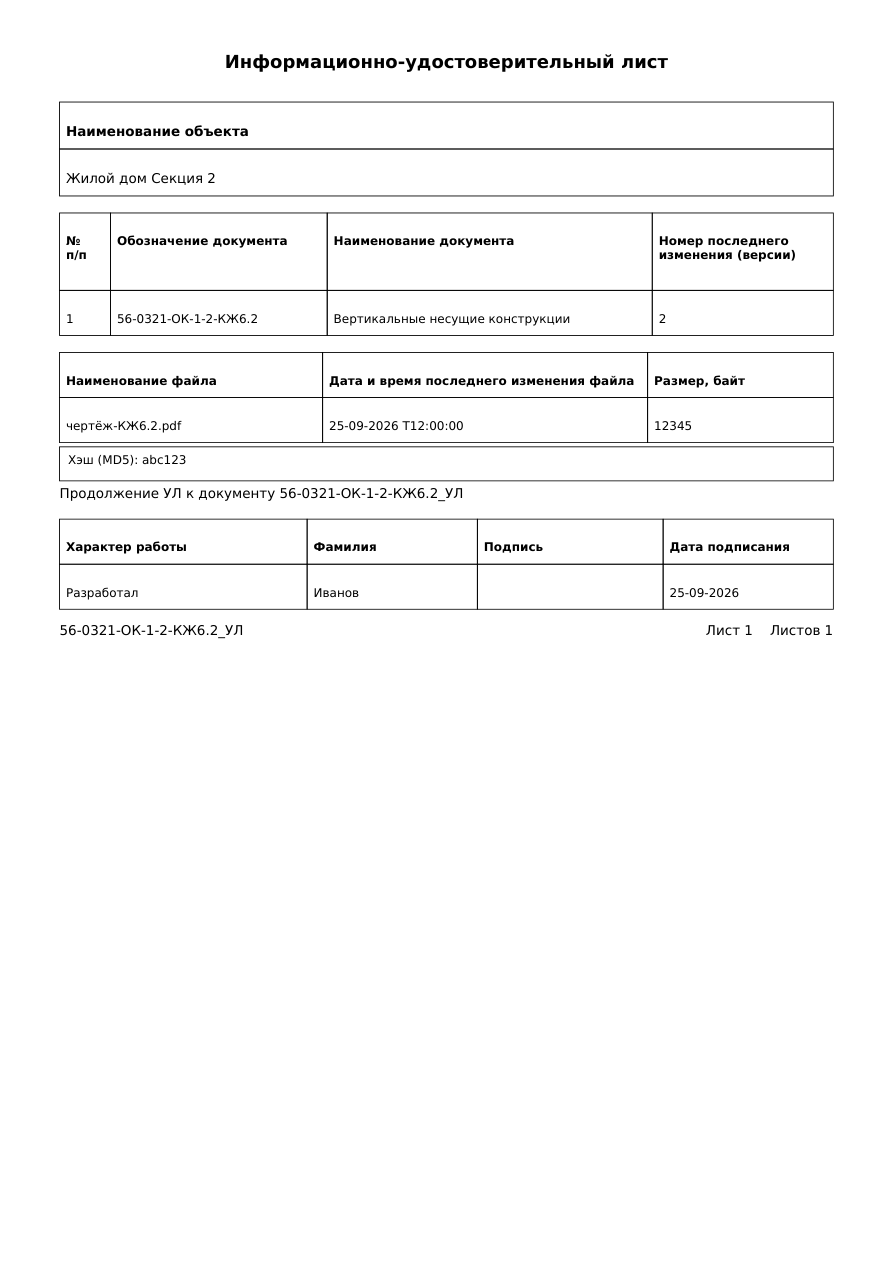 Информационно-удостоверительный лист
Наименование объекта
Жилой дом Секция 2
№ п/п Обозначение документа Наименование документа Номер последнего изменения (версии)
1 56-0321-ОК-1-2-КЖ6.2 Вертикальные несущие конструкции 2
Наименование файла Дата и время последнего изменения файла Размер, байт
чертёж-КЖ6.2.pdf 25-09-2026 T12:00:00 12345
Хэш (MD5): abc123
Продолжение УЛ к документу 56-0321-ОК-1-2-КЖ6.2_УЛ
Характер работы Фамилия Подпись Дата подписания
Разработал Иванов 25-09-2026
56-0321-ОК-1-2-КЖ6.2_УЛ Лист 1 Листов 1